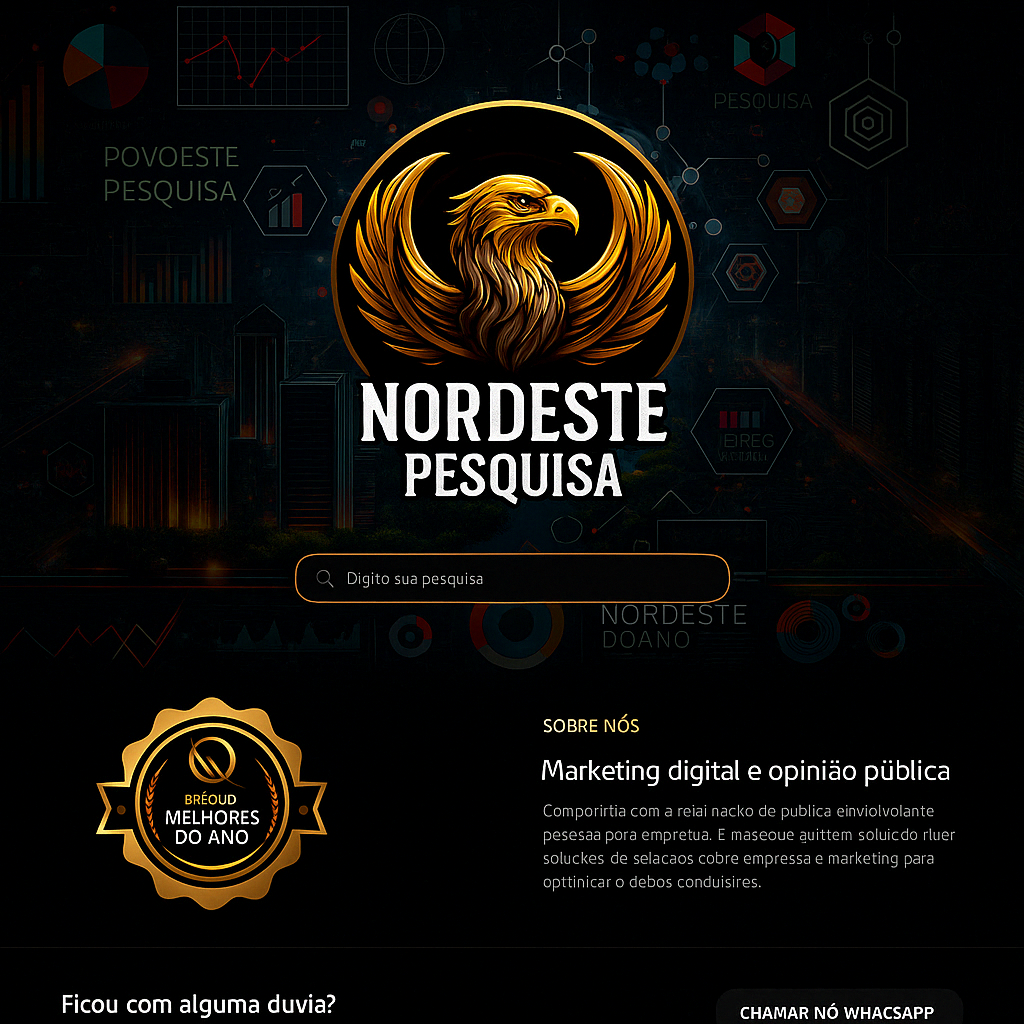 PESQUISA
POVOESTE
PESQUISA
NORDESTE
PESQUISA
IBREG
Digito sua pesquisa
NORDESTE
DOANO
BRÉOUD
MELHORES
DO ANO
SOBRE NÓS
Marketing digital e opiniäo püblica
Comporirtia com a reiai nacko de publica einviolvolante
pesesaa pora empretua. E maseoue quittem soluicdo rluer
soluckes de selacaos cobre empressa e marketing para
opttinicar o debos conduisires.
Ficou com alguma duvia?
CHAMAR NÓ WHACSAPP